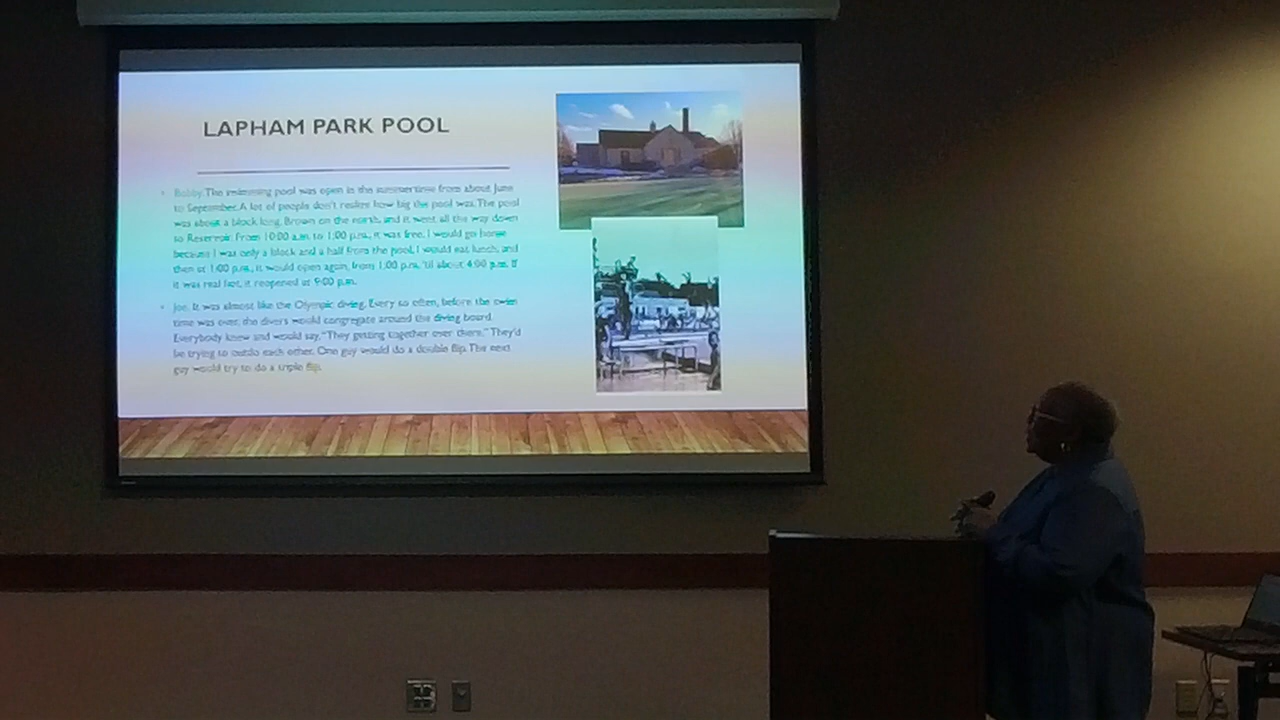 LAPHAM PARK POOL
• Bobby: The swimming pool was open in the summertime from about June
to September. A lot of people don't realize how big the pool was. The pool
was about a block long. Brown on the north, and it went all the way down
to Reservoir. From 10:00 a.m. to 1:00 p.m., it was free. I would go home
because I was only a block and a half from the pool. I would eat lunch, and
then at 1:00 p.m., it would open again, from 1:00 p.m. 'til about 4:00 p.m. If
it was real fast, it reopened at 9:00 p.m.
• Joe: It was almost like the Olympic diving. Every so often, before the swim
time was over, the divers would congregate around the diving board.
Everybody knew and would say, "They getting together over there." They'd
be trying to outdo each other. One guy would do a double flip. The next
guy would try to do a triple flip.